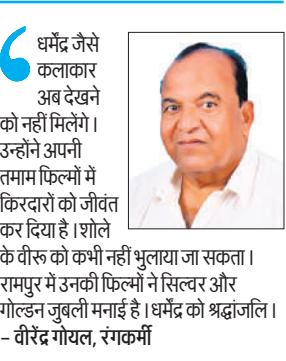 धर्मेंद्र जैसे
कलाकार
अब देखने
को नहीं मिलेंगे।
उन्होंने अपनी
तमाम फिल्मों में
किरदारों को जीवंत
कर दिया है। शोले
के वीरू को कभी नहीं भुलाया जा सकता।
रामपुर में उनकी फिल्मों ने सिल्वर और
गोल्डन जुबली मनाई है। धर्मेंद्र को श्रद्धांजलि।
– वीरेंद्र गोयल, रंगकर्मी